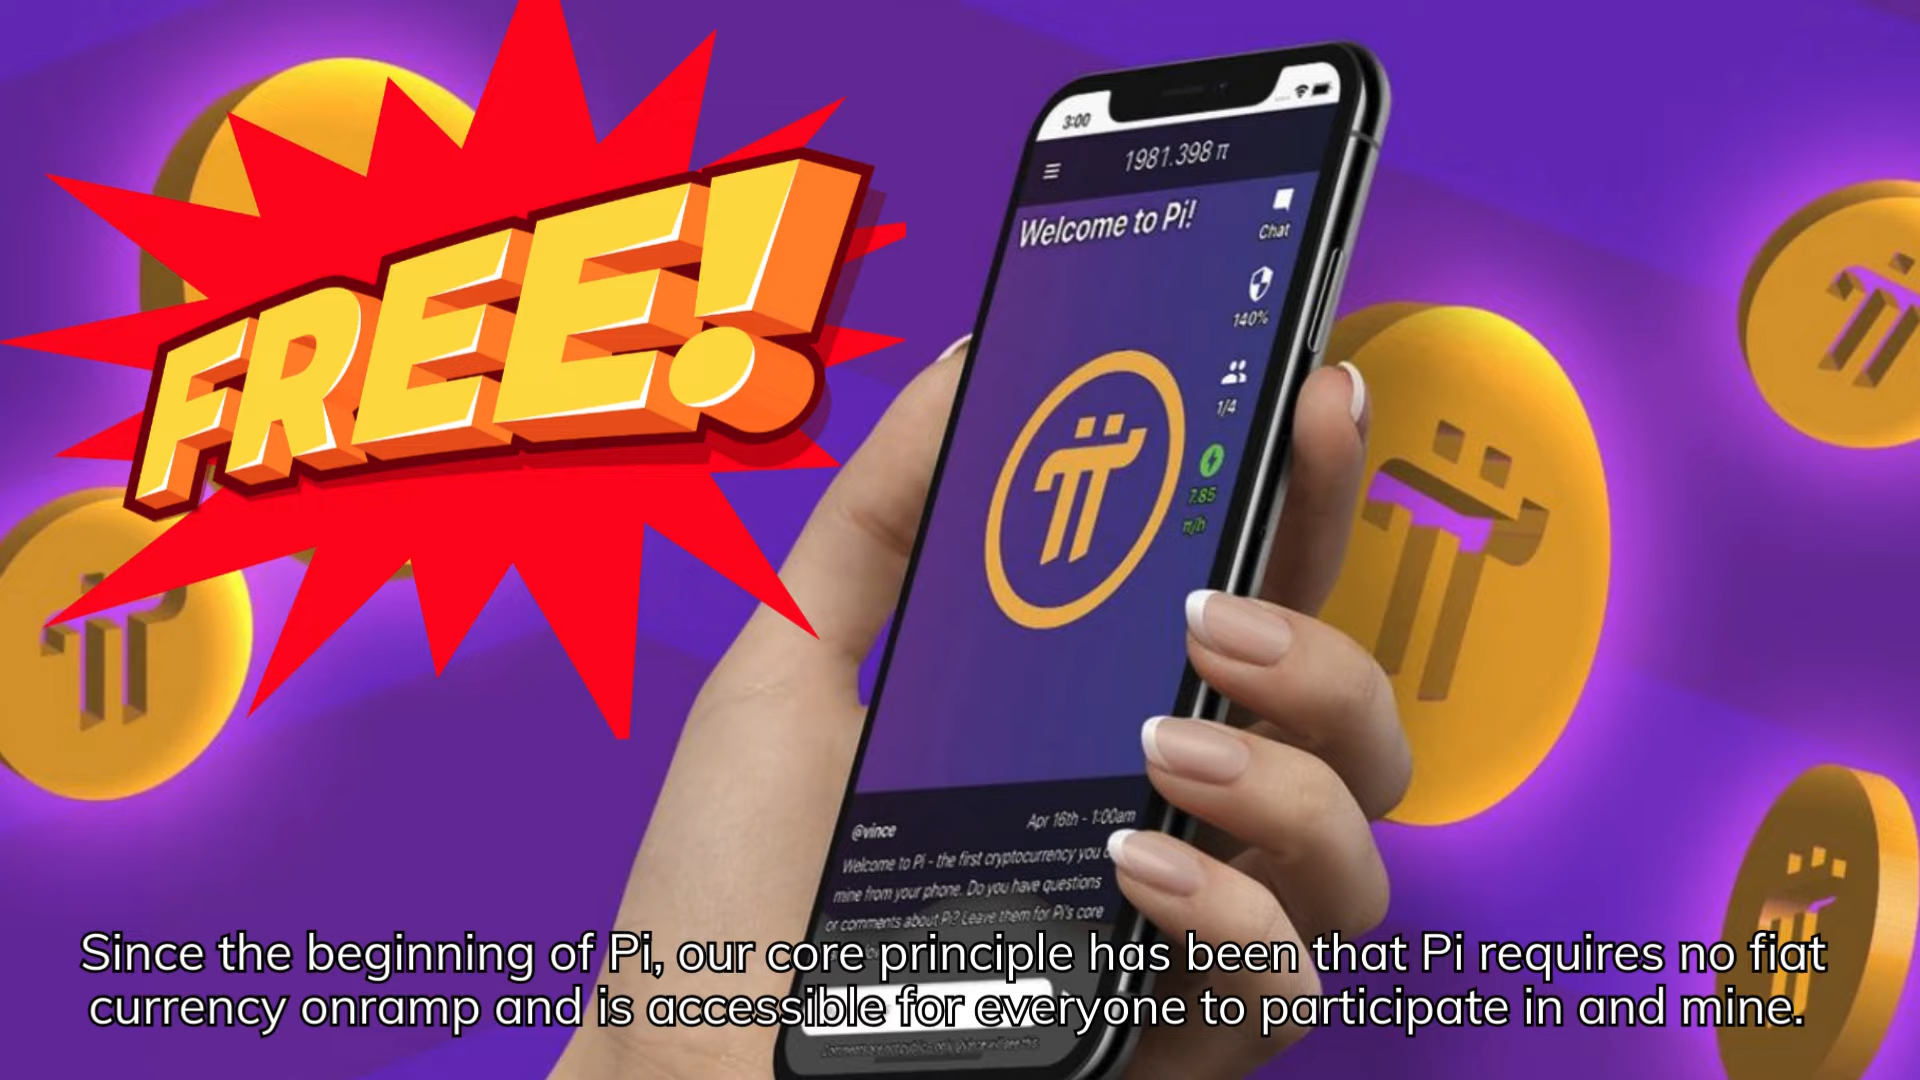 FREE!
3:00
1981.398 π
Welcome to Pi!
Chat
140%
1/4
7.85
π/h
@vince
Apr 16th - 1:00am
Welcome to Pi - the first cryptocurrency you
mine from your phone. Do you have questions
or comments about Pi? Leave them for Pi's core
Since the beginning of Pi, our core principle has been that Pi requires no fiat
currency onramp and is accessible for everyone to participate in and mine.